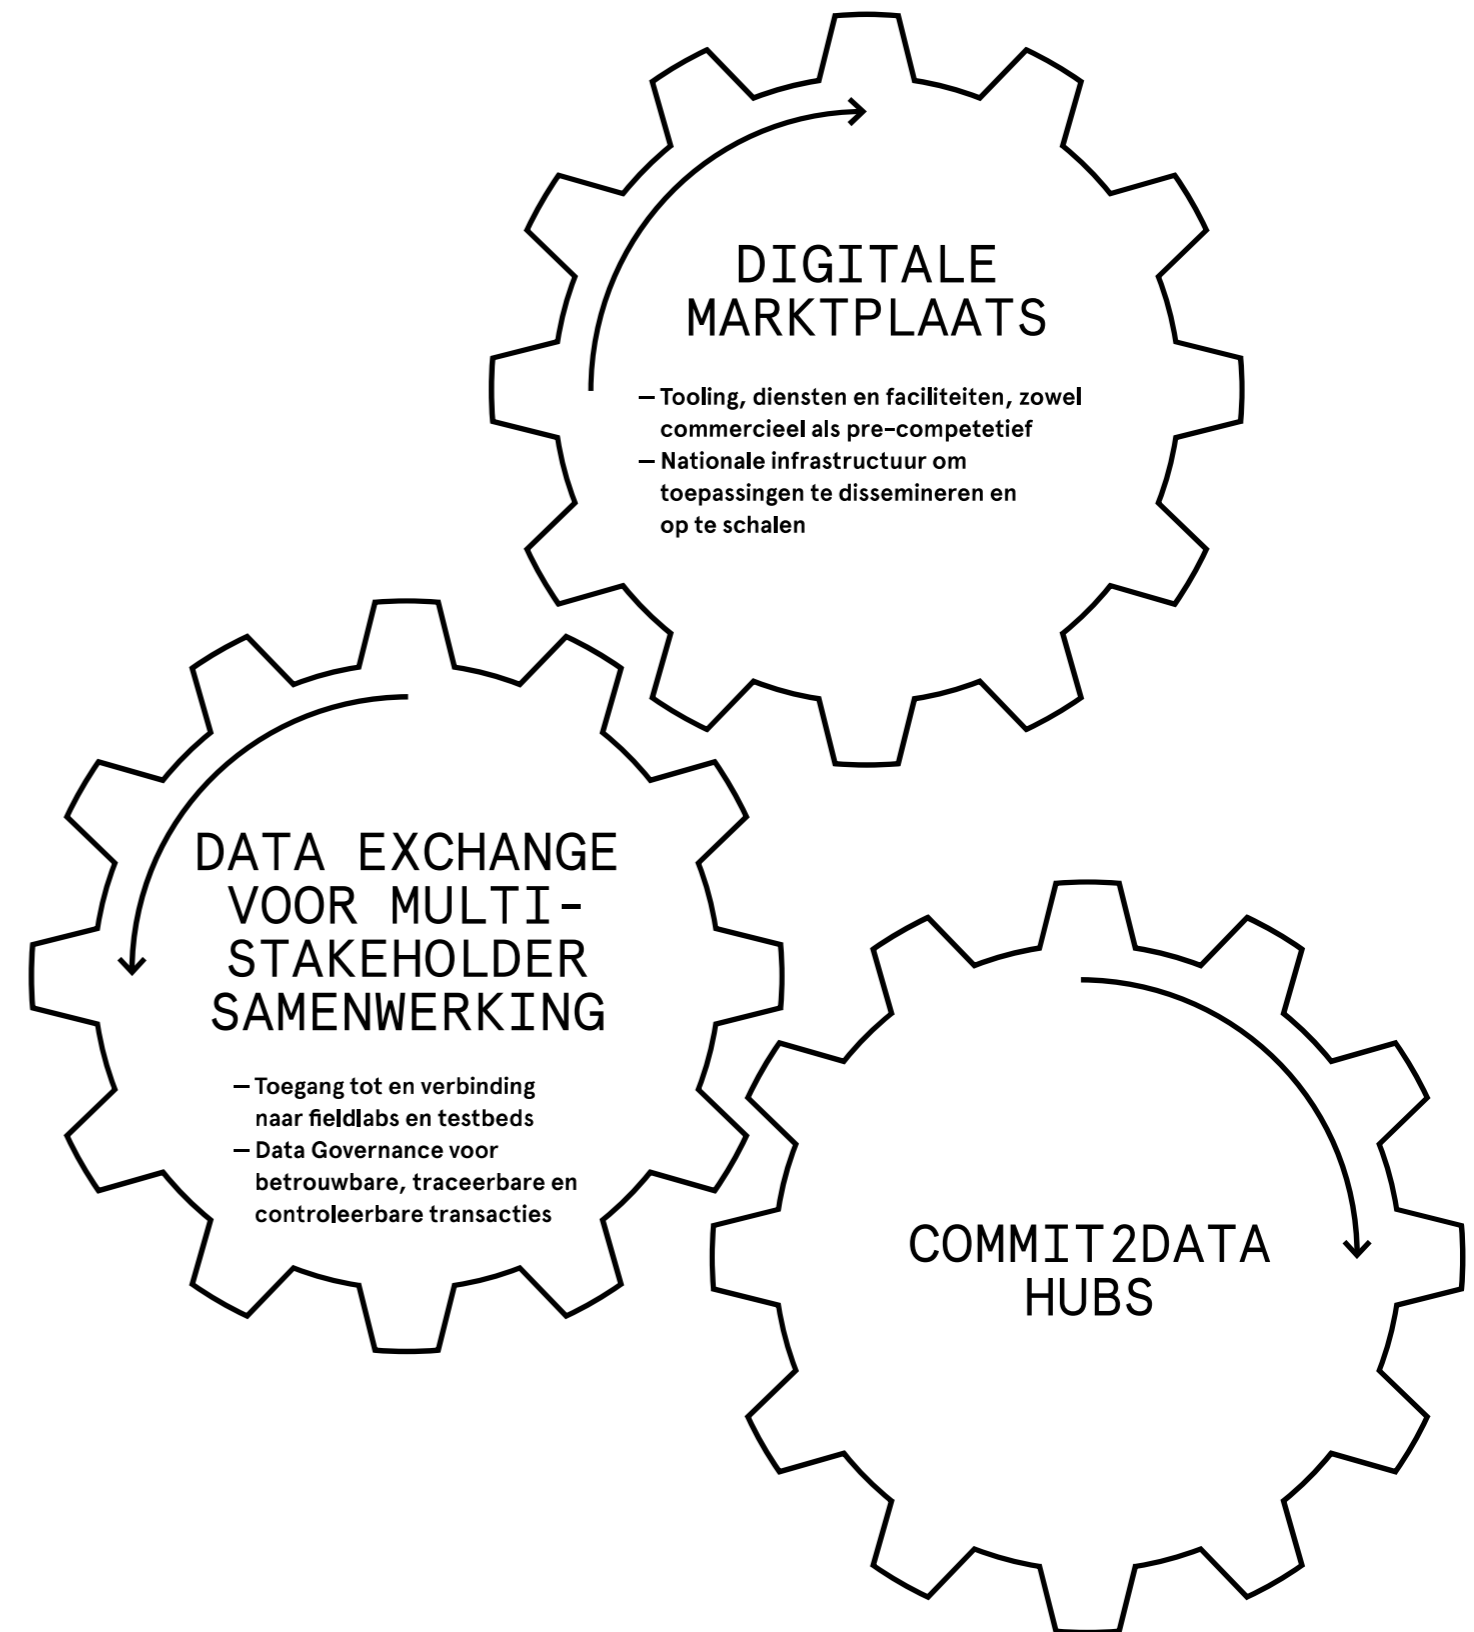 DIGITALE
MARKTPLAATS
— Tooling, diensten en faciliteiten, zowel
commercieel als pre-competetief
— Nationale infrastructuur om
toepassingen te dissemineren en
op te schalen
DATA EXCHANGE
VOOR MULTI-
STAKEHOLDER
SAMENWERKING
— Toegang tot en verbinding
naar fieldlabs en testbeds
— Data Governance voor
betrouwbare, traceerbare en
controleerbare transacties
COMMIT2DATA
HUBS